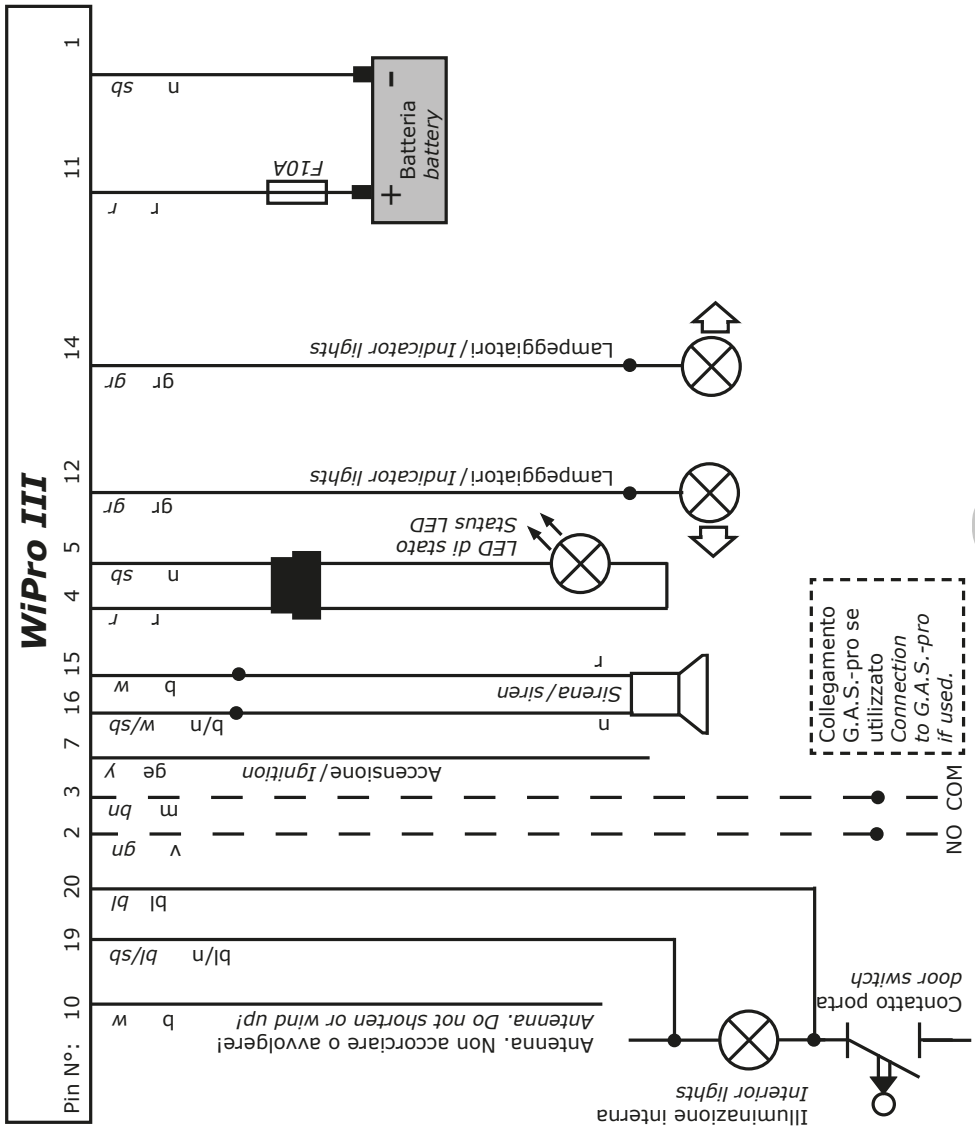 WiPro III
Pin N°:
1
sb n
11
r r
F10A
-
+
Batteria
battery
14
gr gr
Lampeggiatori/Indicator lights
12
gr gr
Lampeggiatori/Indicator lights
5
sb n
LED di stato
Status LED
4
r r
15
w b
r
Sirena/siren
16
w/sb b/n
n
7
y ge
Accensione/Ignition
3
bn m
COM
2
gn v
NO
Collegamento
G.A.S.-pro se
utilizzato
Connection
to G.A.S.-pro
if used.
20
bl bl
19
bl/sb bl/n
10
w b
Antenna. Non accorciare o avvolgere!
Antenna. Do not shorten or wind up!
Contatto porta
door switch
Illuminazione interna
Interior lights